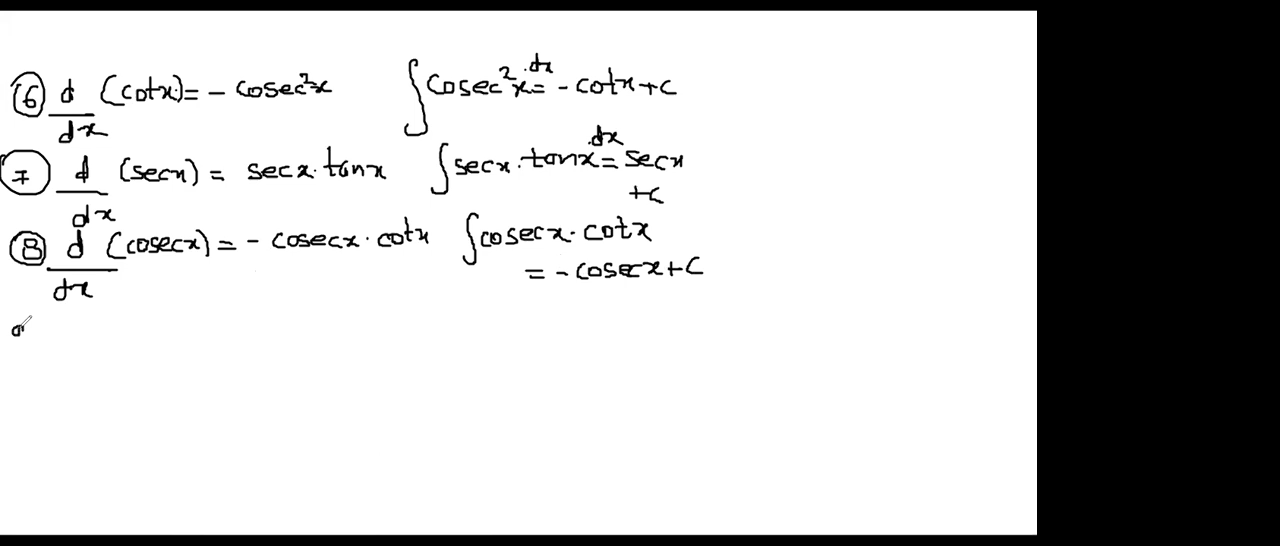 ⑥ d/dx (cotx) = - cosec²x ∫cosec²x.dx = - cotx + c
⑦ d/dx (secx) = secx.tanx ∫secx.tanx.dx = secx + c
⑧ d/dx (cosecx) = - cosecx.cotx ∫cosecx.cotx
= - cosecx + c